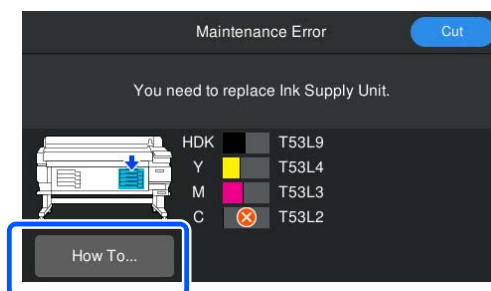 Maintenance Error
Cut
You need to replace Ink Supply Unit.
HDK T53L9
Y T53L4
M T53L3
C T53L2
How To...